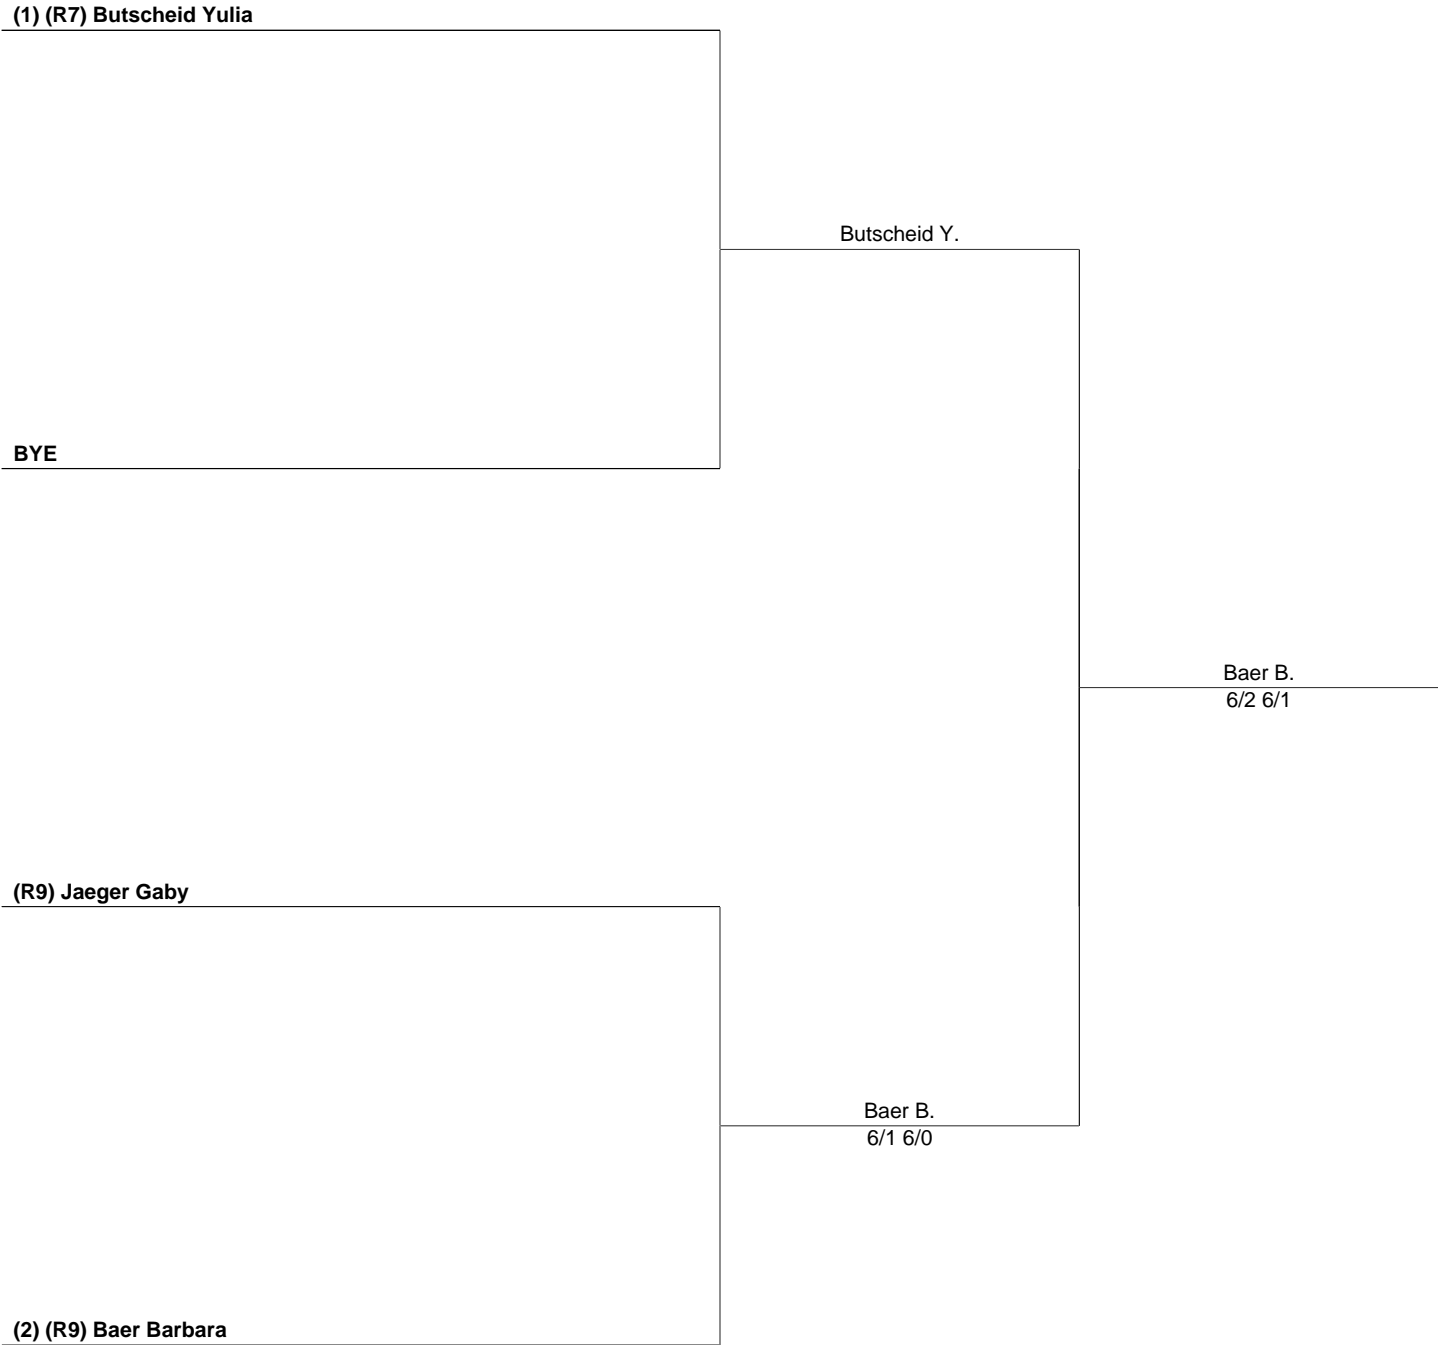 (1) (R7) Butscheid Yulia
Butscheid Y.
BYE
Baer B.
6/2 6/1
(R9) Jaeger Gaby
Baer B.
6/1 6/0
(2) (R9) Baer Barbara